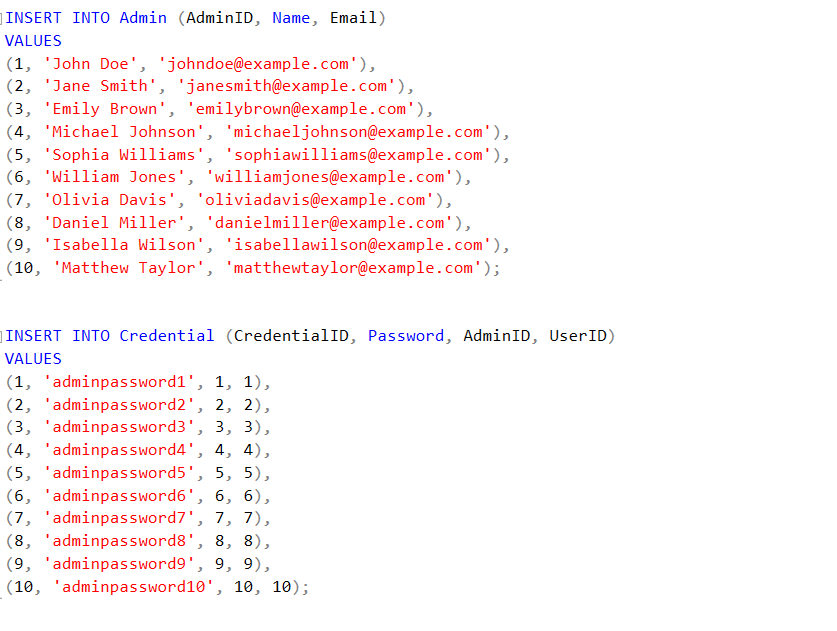 INSERT INTO Admin (AdminID, Name, Email)
VALUES
(1, 'John Doe', 'johndoe@example.com'),
(2, 'Jane Smith', 'janesmith@example.com'),
(3, 'Emily Brown', 'emilybrown@example.com'),
(4, 'Michael Johnson', 'michaeljohnson@example.com'),
(5, 'Sophia Williams', 'sophiawilliams@example.com'),
(6, 'William Jones', 'williamjones@example.com'),
(7, 'Olivia Davis', 'oliviadavis@example.com'),
(8, 'Daniel Miller', 'danielmiller@example.com'),
(9, 'Isabella Wilson', 'isabellawilson@example.com'),
(10, 'Matthew Taylor', 'matthewtaylor@example.com');
INSERT INTO Credential (CredentialID, Password, AdminID, UserID)
VALUES
(1, 'adminpassword1', 1, 1),
(2, 'adminpassword2', 2, 2),
(3, 'adminpassword3', 3, 3),
(4, 'adminpassword4', 4, 4),
(5, 'adminpassword5', 5, 5),
(6, 'adminpassword6', 6, 6),
(7, 'adminpassword7', 7, 7),
(8, 'adminpassword8', 8, 8),
(9, 'adminpassword9', 9, 9),
(10, 'adminpassword10', 10, 10);